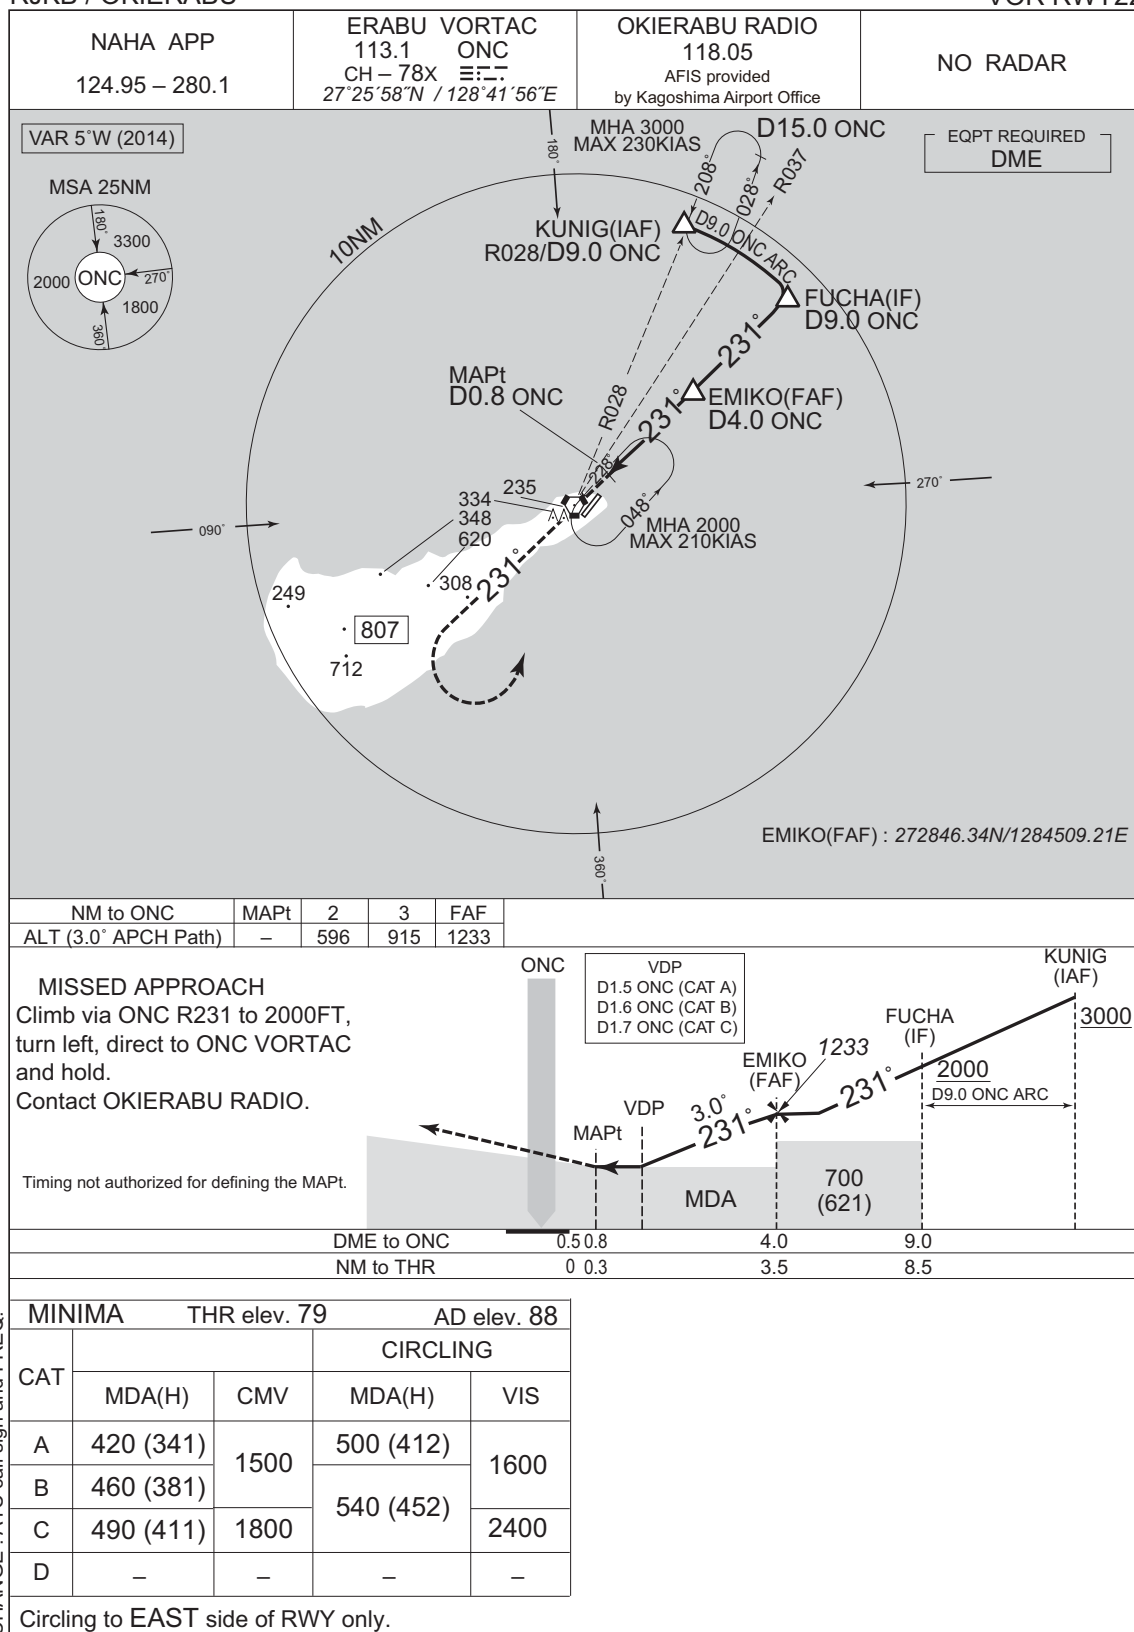 RJKB / OKIERABU
VOR RWY22
NAHA APP
124.95 – 280.1
ERABU VORTAC
113.1 ONC
CH – 78X
27°25´58˝N / 128°41´56˝E
OKIERABU RADIO
118.05
AFIS provided
by Kagoshima Airport Office
NO RADAR
VAR 5°W (2014)
MSA 25NM
180°
3300
2000
ONC
270°
1800
360°
EQPT REQUIRED
DME
MHA 3000
MAX 230KIAS
D15.0 ONC
180°
208°
028°
R037
10NM
KUNIG(IAF)
R028/D9.0 ONC
D9.0 ONC ARC
FUCHA(IF)
D9.0 ONC
231°
MAPt
D0.8 ONC
R028
EMIKO(FAF)
D4.0 ONC
231°
228°
048°
MHA 2000
MAX 210KIAS
270°
090°
235
334
348
620
308
231°
249
807
712
360°
EMIKO(FAF) : 272846.34N/1284509.21E
NM to ONC MAPt 2 3 FAF
ALT (3.0° APCH Path) – 596 915 1233
MISSED APPROACH
Climb via ONC R231 to 2000FT,
turn left, direct to ONC VORTAC
and hold.
Contact OKIERABU RADIO.
Timing not authorized for defining the MAPt.
ONC
VDP
D1.5 ONC (CAT A)
D1.6 ONC (CAT B)
D1.7 ONC (CAT C)
KUNIG
(IAF)
3000
FUCHA
(IF)
2000
D9.0 ONC ARC
EMIKO
(FAF)
1233
231°
VDP
3.0°
231°
MAPt
MDA
700
(621)
DME to ONC 0.5 0.8 4.0 9.0
NM to THR 0 0.3 3.5 8.5
MINIMA THR elev. 79 AD elev. 88
CAT
CIRCLING
MDA(H) CMV MDA(H) VIS
A 420 (341) 1500 500 (412) 1600
B 460 (381) 540 (452)
C 490 (411) 1800 2400
D – – – –
Circling to EAST side of RWY only.